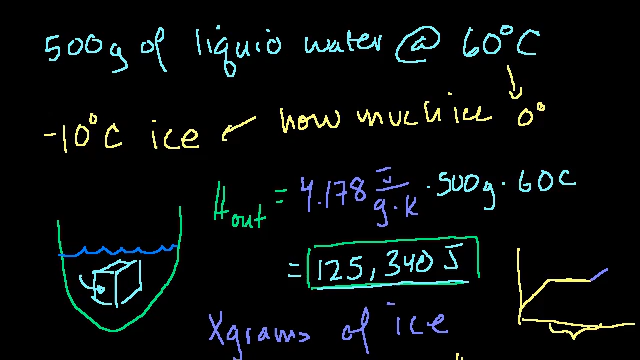 500g of liquid water @ 60°C
-10°C ice ← how much ice 0°
Hout = 4.178 J/g·K · 500g · 60C
= 125,340 J
X grams of ice